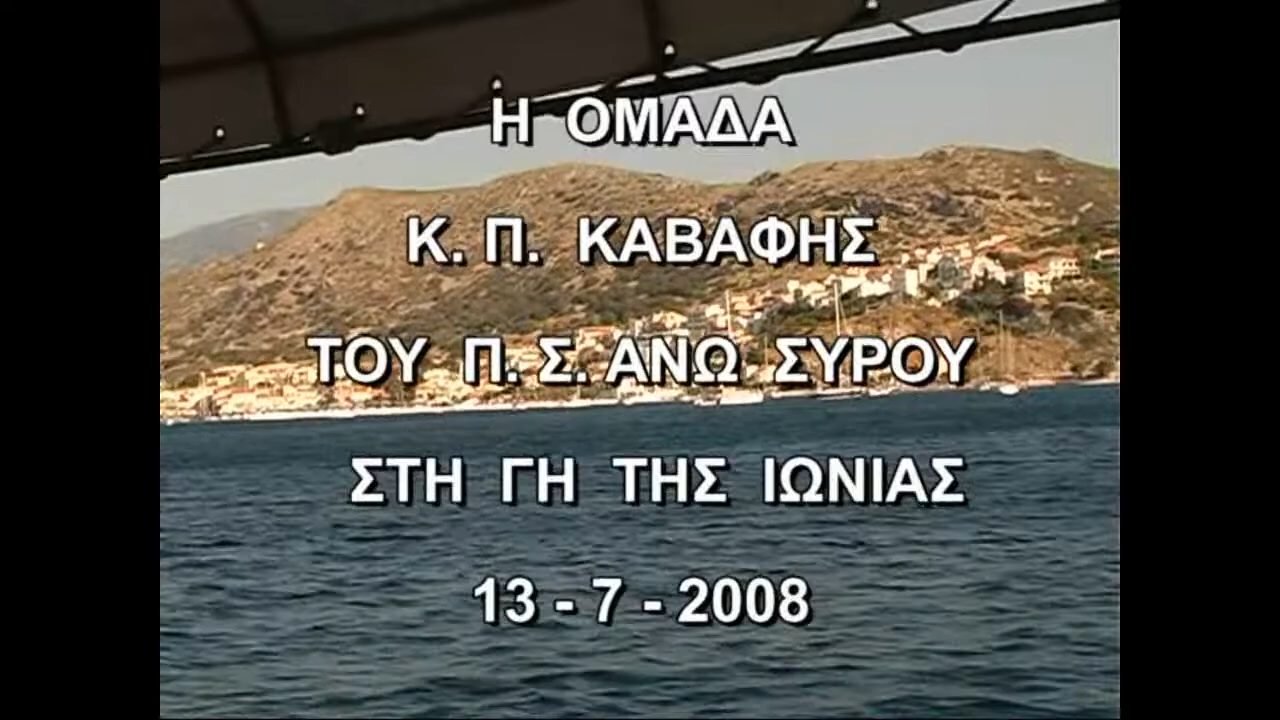 Η ΟΜΑΔΑ
Κ. Π. ΚΑΒΑΦΗΣ
ΤΟΥ Π. Σ. ΑΝΩ ΣΥΡΟΥ
ΣΤΗ ΓΗ ΤΗΣ ΙΩΝΙΑΣ
13 - 7 - 2008